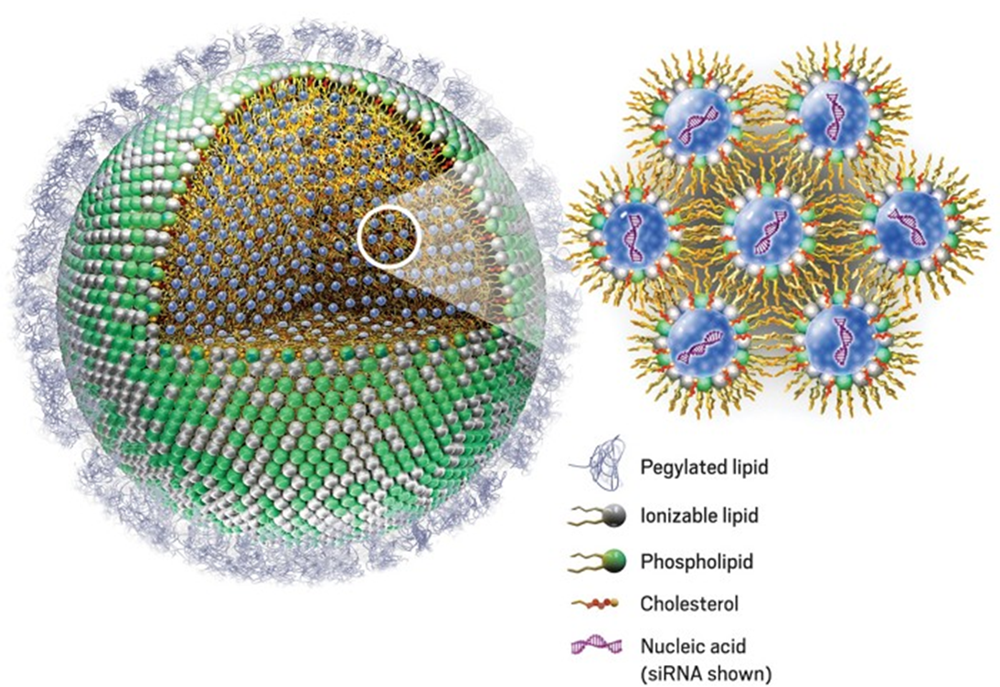 Pegylated lipid
Ionizable lipid
Phospholipid
Cholesterol
Nucleic acid
(siRNA shown)